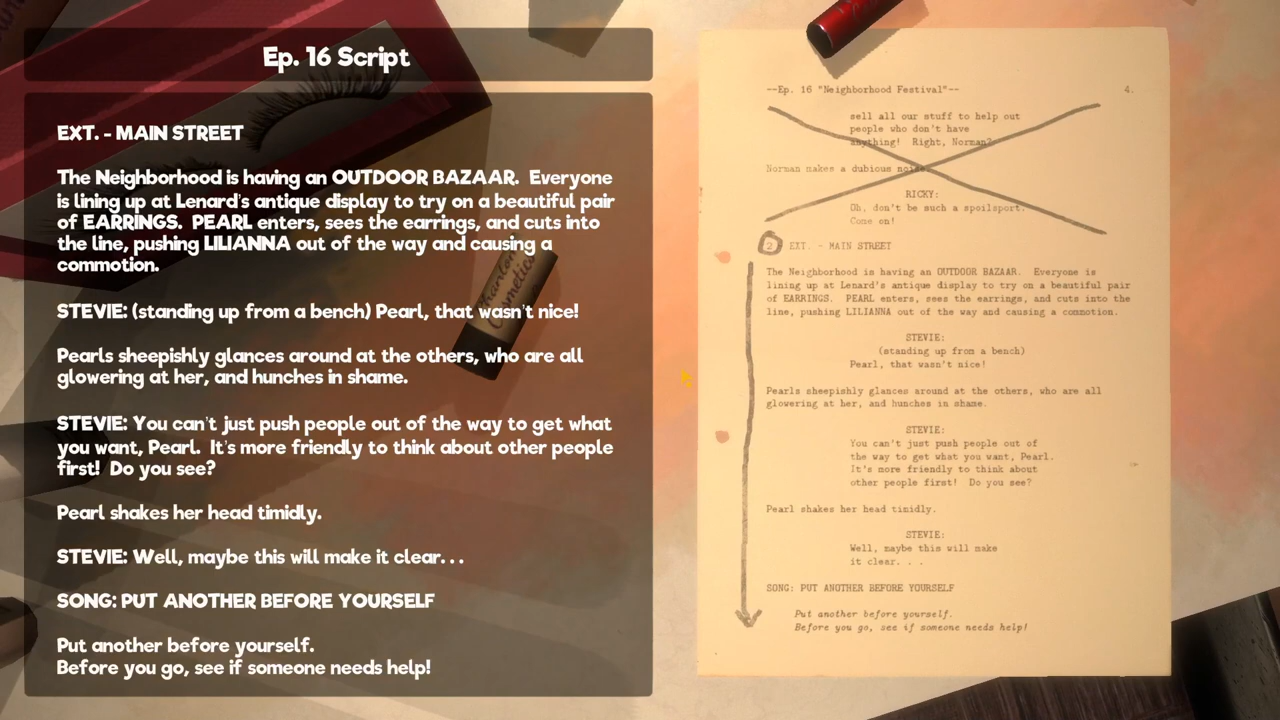 Ep. 16 Script
EXT. - MAIN STREET
The Neighborhood is having an OUTDOOR BAZAAR.  Everyone
is lining up at Lenard's antique display to try on a beautiful pair
of EARRINGS.  PEARL enters, sees the earrings, and cuts into
the line, pushing LILIANNA out of the way and causing a
commotion.
STEVIE: (standing up from a bench) Pearl, that wasn't nice!
Pearls sheepishly glances around at the others, who are all
glowering at her, and hunches in shame.
STEVIE: You can't just push people out of the way to get what
you want, Pearl.  It's more friendly to think about other people
first!  Do you see?
Pearl shakes her head timidly.
STEVIE: Well, maybe this will make it clear. . .
SONG: PUT ANOTHER BEFORE YOURSELF
Put another before yourself.
Before you go, see if someone needs help!
Phantom
Cosmetics
--Ep. 16 "Neighborhood Festival"--
4.
sell all our stuff to help out
people who don't have
anything!  Right, Norman?
Norman makes a dubious noise.
RICKY:
Oh, don't be such a spoilsport.
Come on!
2 EXT. - MAIN STREET
The Neighborhood is having an OUTDOOR BAZAAR.  Everyone is
lining up at Lenard's antique display to try on a beautiful pair
of EARRINGS.  PEARL enters, sees the earrings, and cuts into the
line, pushing LILIANNA out of the way and causing a commotion.
STEVIE:
(standing up from a bench)
Pearl, that wasn't nice!
Pearls sheepishly glances around at the others, who are all
glowering at her, and hunches in shame.
STEVIE:
You can't just push people out of
the way to get what you want, Pearl.
It's more friendly to think about
other people first!  Do you see?
Pearl shakes her head timidly.
STEVIE:
Well, maybe this will make
it clear. . .
SONG: PUT ANOTHER BEFORE YOURSELF
Put another before yourself.
Before you go, see if someone needs help!